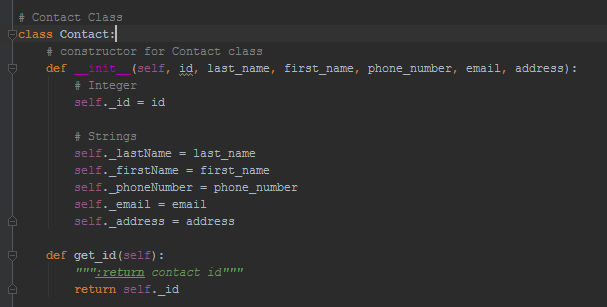 # Contact Class
class Contact:
    # constructor for Contact class
    def __init__(self, id, last_name, first_name, phone_number, email, address):
        # Integer
        self._id = id

        # Strings
        self._lastName = last_name
        self._firstName = first_name
        self._phoneNumber = phone_number
        self._email = email
        self._address = address

    def get_id(self):
        """:return contact id"""
        return self._id